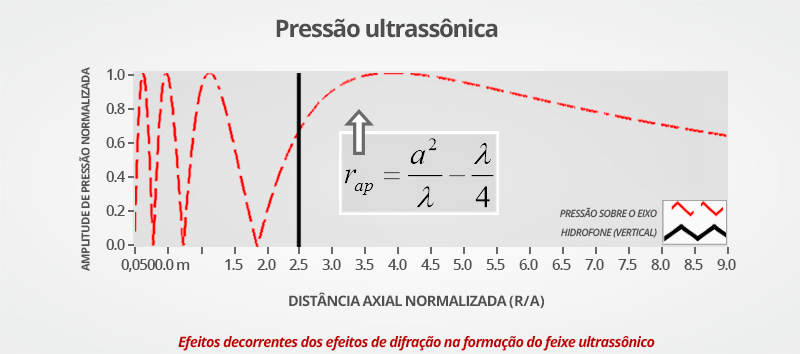 Pressão ultrassônica
AMPLITUDE DE PRESSÃO NORMALIZADA
1.0
0.8
0.6
0.4
0.2
0.0
r_ap = a²/λ − λ/4
PRESSÃO SOBRE O EIXO
HIDROFONE (VERTICAL)
0,0500.0 m 1.5 2.0 2.5 3.0 3.5 4.0 4.5 5.0 5.5 6.0 6.5 7.0 7.5 8.0 8.5 9.0
DISTÂNCIA AXIAL NORMALIZADA (R/A)
Efeitos decorrentes dos efeitos de difração na formação do feixe ultrassônico